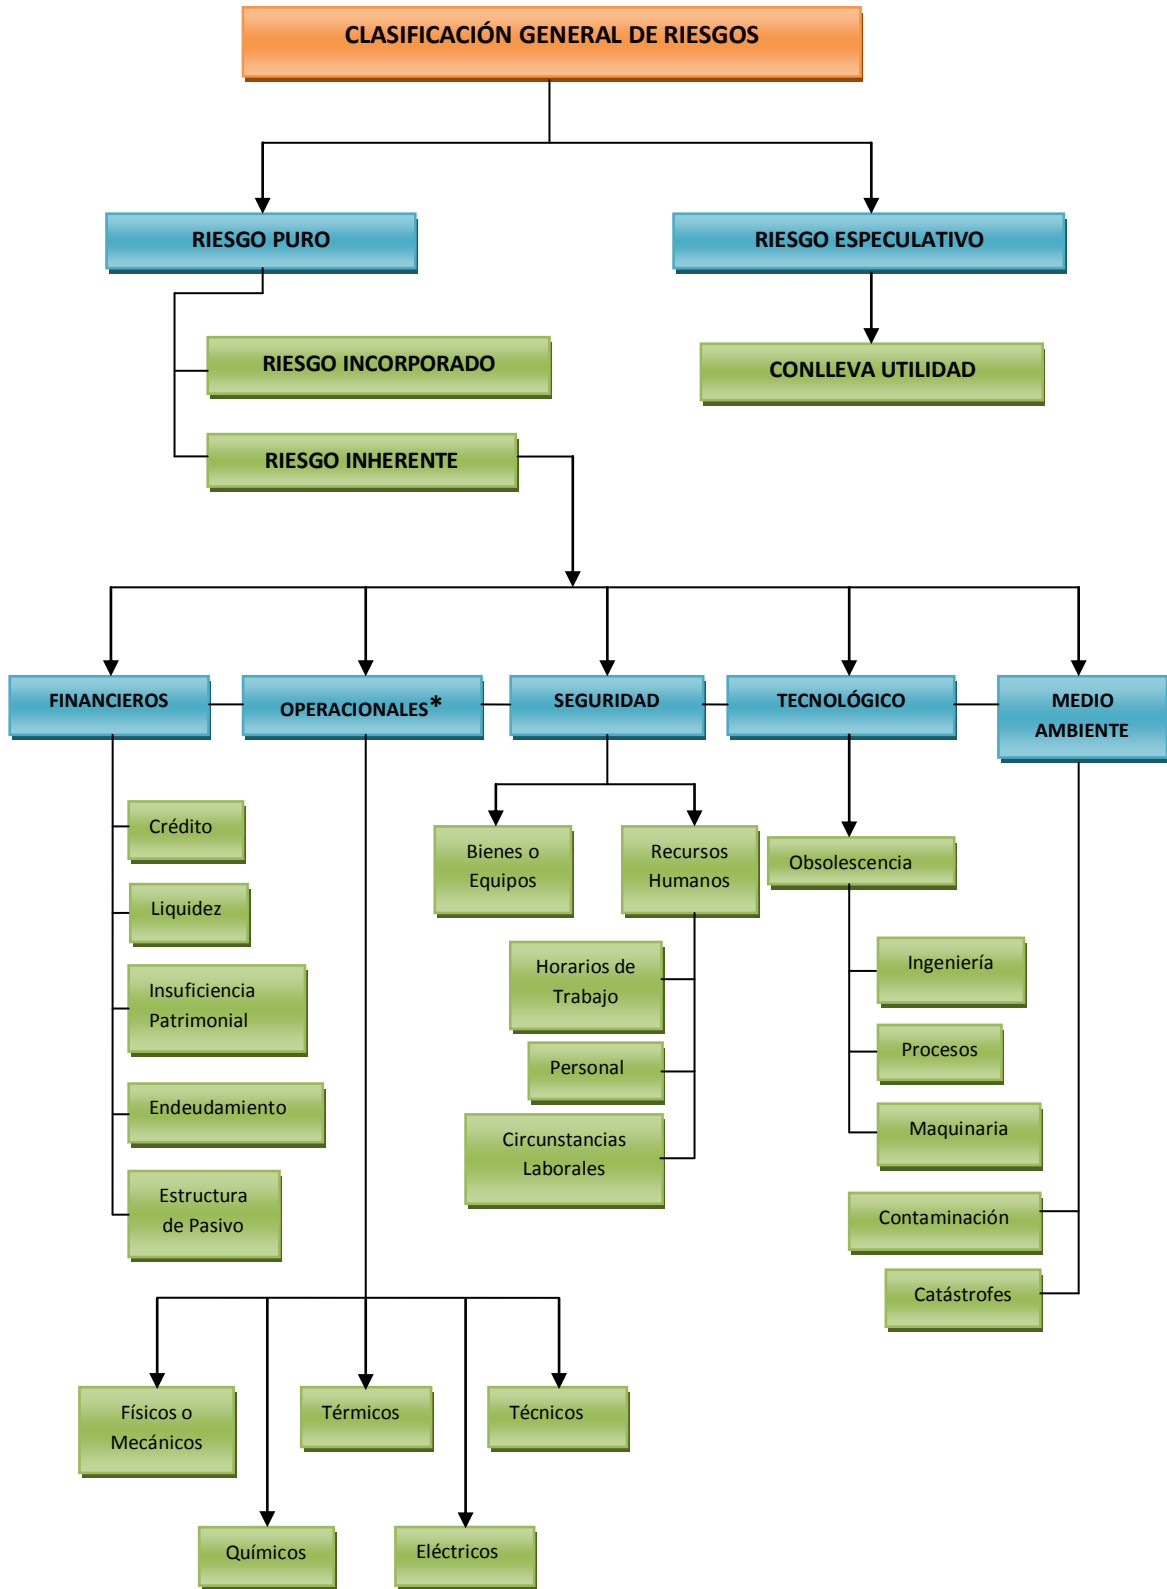 CLASIFICACIÓN GENERAL DE RIESGOS
RIESGO PURO
RIESGO ESPECULATIVO
RIESGO INCORPORADO
CONLLEVA UTILIDAD
RIESGO INHERENTE
FINANCIEROS
OPERACIONALES*
SEGURIDAD
TECNOLÓGICO
MEDIO
AMBIENTE
Crédito
Liquidez
Insuficiencia
Patrimonial
Endeudamiento
Estructura
de Pasivo
Bienes o
Equipos
Recursos
Humanos
Horarios de
Trabajo
Personal
Circunstancias
Laborales
Obsolescencia
Ingeniería
Procesos
Maquinaria
Contaminación
Catástrofes
Físicos o
Mecánicos
Térmicos
Técnicos
Químicos
Eléctricos